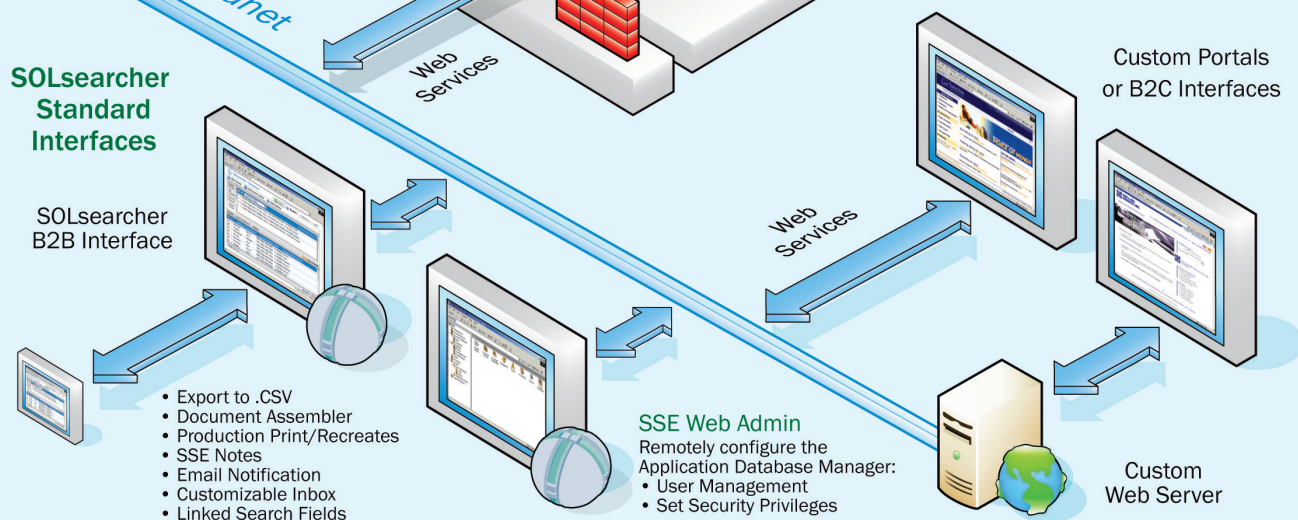 Web
Services
SOLsearcher
Standard
Interfaces
Custom Portals
or B2C Interfaces
SOLsearcher
B2B Interface
Web
Services
• Export to .CSV
• Document Assembler
• Production Print/Recreates
• SSE Notes
• Email Notification
• Customizable Inbox
• Linked Search Fields
SSE Web Admin
Remotely configure the
Application Database Manager:
• User Management
• Set Security Privileges
Custom
Web Server